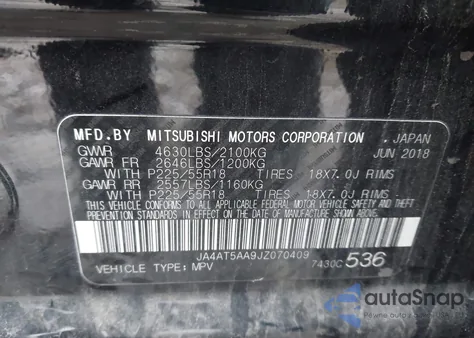 MFD.BY MITSUBISHI MOTORS CORPORATION, JAPAN
GVWR 4630LBS/2100KG JUN 2018
GAWR FR 2646LBS/1200KG
WITH P225/55R18 TIRES 18X7.0J RIMS
GAWR RR 2557LBS/1160KG
WITH P225/55R18 TIRES 18X7.0J RIMS
THIS VEHICLE CONFORMS TO ALL APPLICABLE FEDERAL
MOTOR VEHICLE SAFETY AND THEFT
PREVENTION STANDARDS IN EFFECT ON THE DATE
OF MANUFACTURE SHOWN ABOVE.
JA4AT5AA9JZ070409
VEHICLE TYPE: MPV 7430C 536
autoSnap